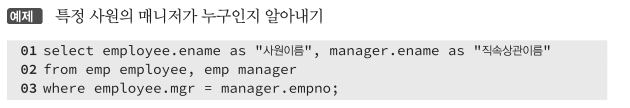 예제 특정 사원의 매니저가 누구인지 알아내기
01 select employee.ename as "사원이름", manager.ename as "직속상관이름"
02 from emp employee, emp manager
03 where employee.mgr = manager.empno;